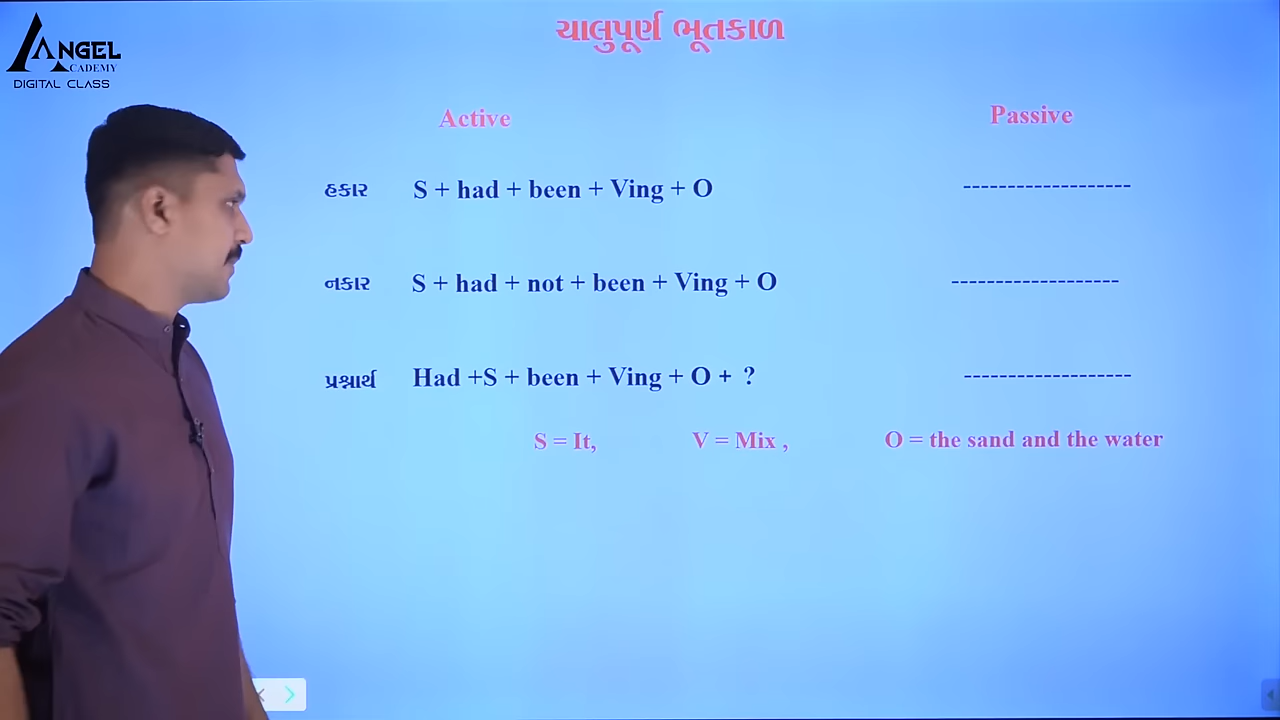 ANGEL
ACADEMY
DIGITAL CLASS
ચાલુપૂર્ણ ભૂતકાળ
Active Passive
હકાર S + had + been + Ving + O -------------------
નકાર S + had + not + been + Ving + O -------------------
પ્રશ્નાર્થ Had +S + been + Ving + O + ? -------------------
S = It, V = Mix , O = the sand and the water